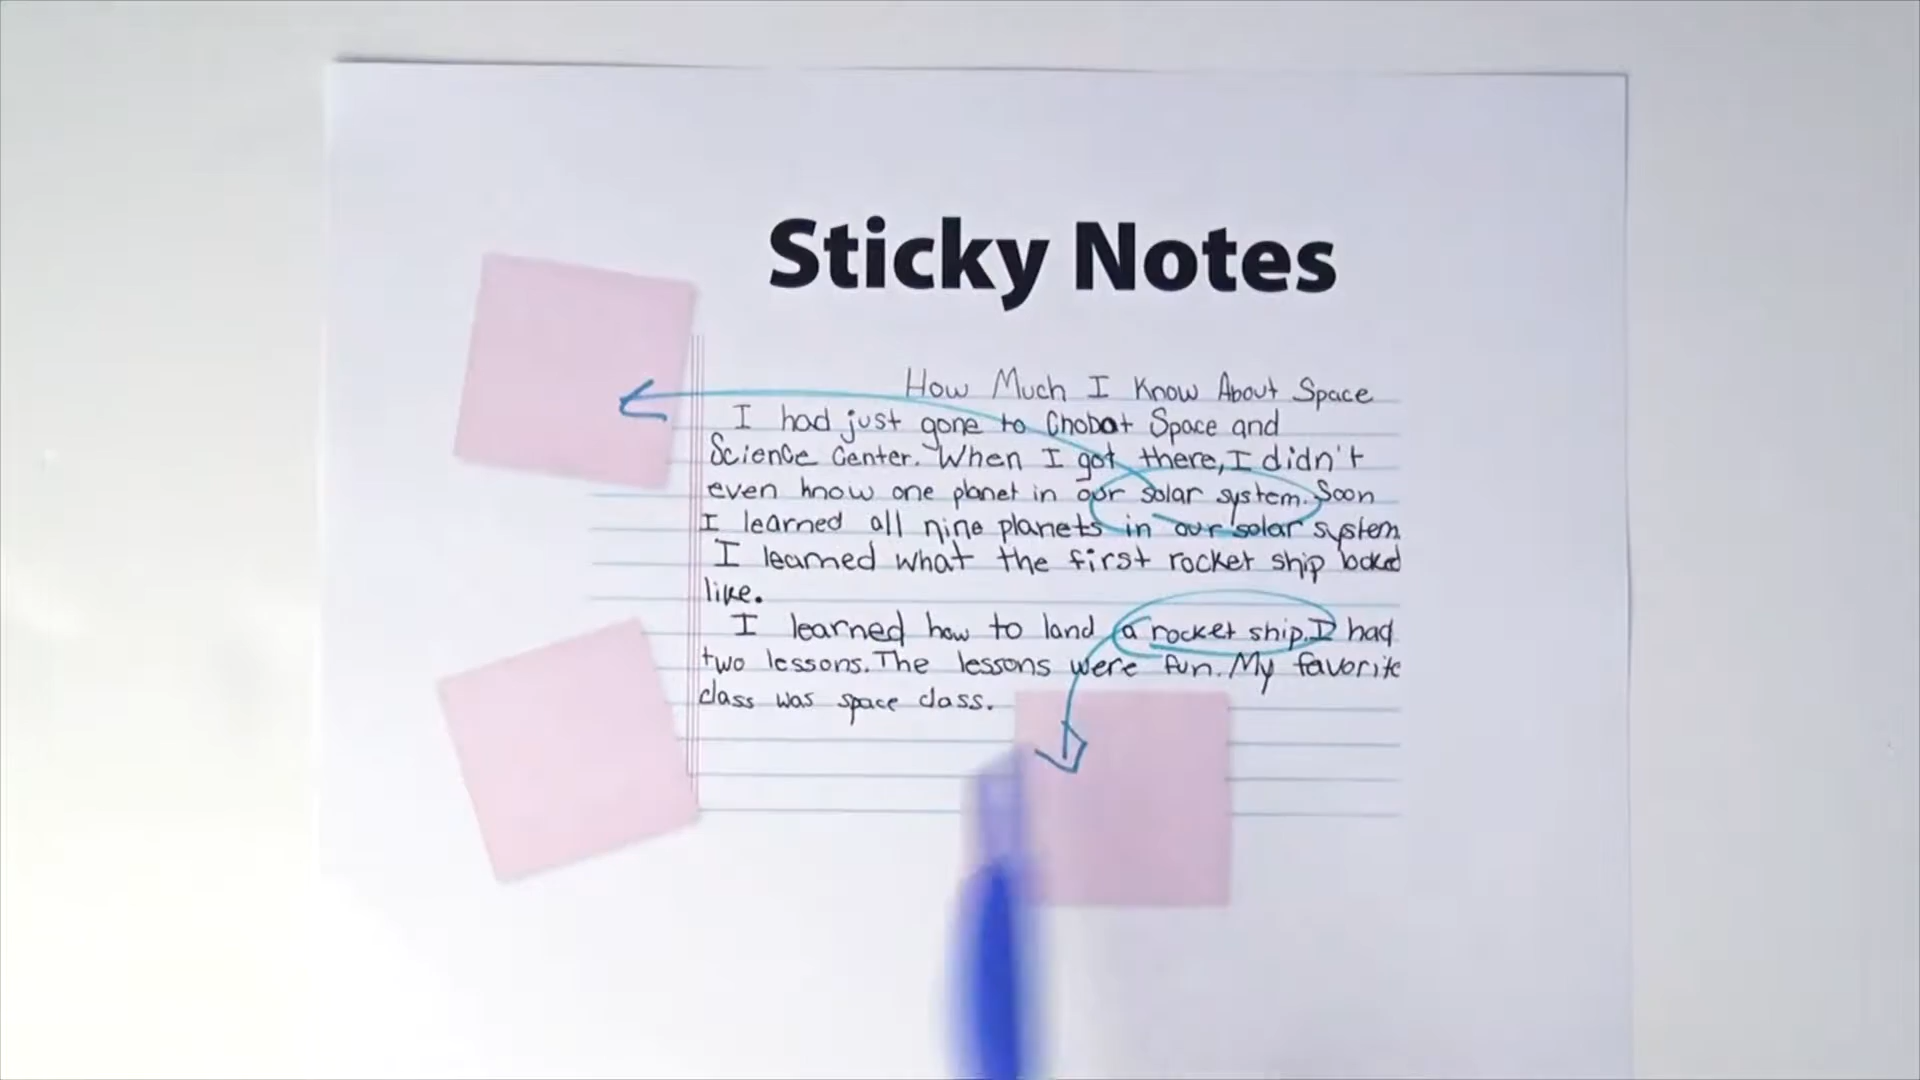 Sticky Notes
How Much I Know About Space
I had just gone to Chobot Space and
Science Center. When I got there, I didn't
even know one planet in our solar system. Soon
I learned all nine planets in our solar system
I learned what the first rocket ship looked
like.
I learned how to land a rocket ship. I had
two lessons. The lessons were fun. My favorite
class was space class.